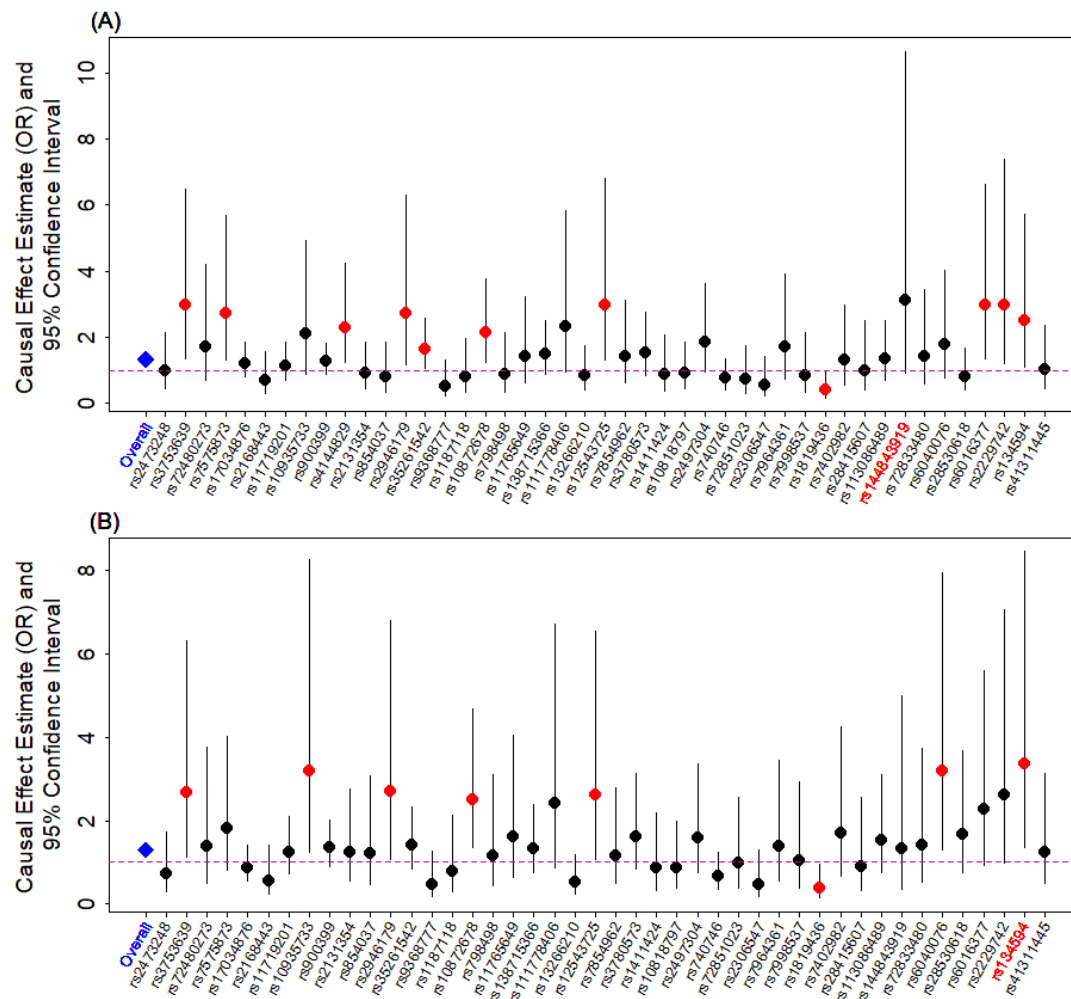 (A)
Causal Effect Estimate (OR) and
95% Confidence Interval
10
8
6
4
2
0
Overall
rs2473248
rs3753639
rs72480273
rs7575873
rs17034876
rs2168443
rs11719201
rs10935733
rs900399
rs4144829
rs2131354
rs854037
rs2946179
rs35261542
rs9368777
rs1187118
rs10872678
rs798498
rs11765649
rs138715366
rs111778406
rs13266210
rs12543725
rs7854962
rs3780573
rs1411424
rs10818797
rs2497304
rs740746
rs72851023
rs2306547
rs7964361
rs7998537
rs1819436
rs7402982
rs28415607
rs113086489
rs144843919
rs72833480
rs6040076
rs28530618
rs6016377
rs2229742
rs134594
rs41311445
(B)
Causal Effect Estimate (OR) and
95% Confidence Interval
8
6
4
2
0
Overall
rs2473248
rs3753639
rs72480273
rs7575873
rs17034876
rs2168443
rs11719201
rs10935733
rs900399
rs2131354
rs854037
rs2946179
rs35261542
rs9368777
rs1187118
rs10872678
rs798498
rs11765649
rs138715366
rs111778406
rs13266210
rs12543725
rs7854962
rs3780573
rs1411424
rs10818797
rs2497304
rs740746
rs72851023
rs2306547
rs7964361
rs7998537
rs1819436
rs7402982
rs28415607
rs113086489
rs144843919
rs72833480
rs6040076
rs28530618
rs6016377
rs2229742
rs134594
rs41311445